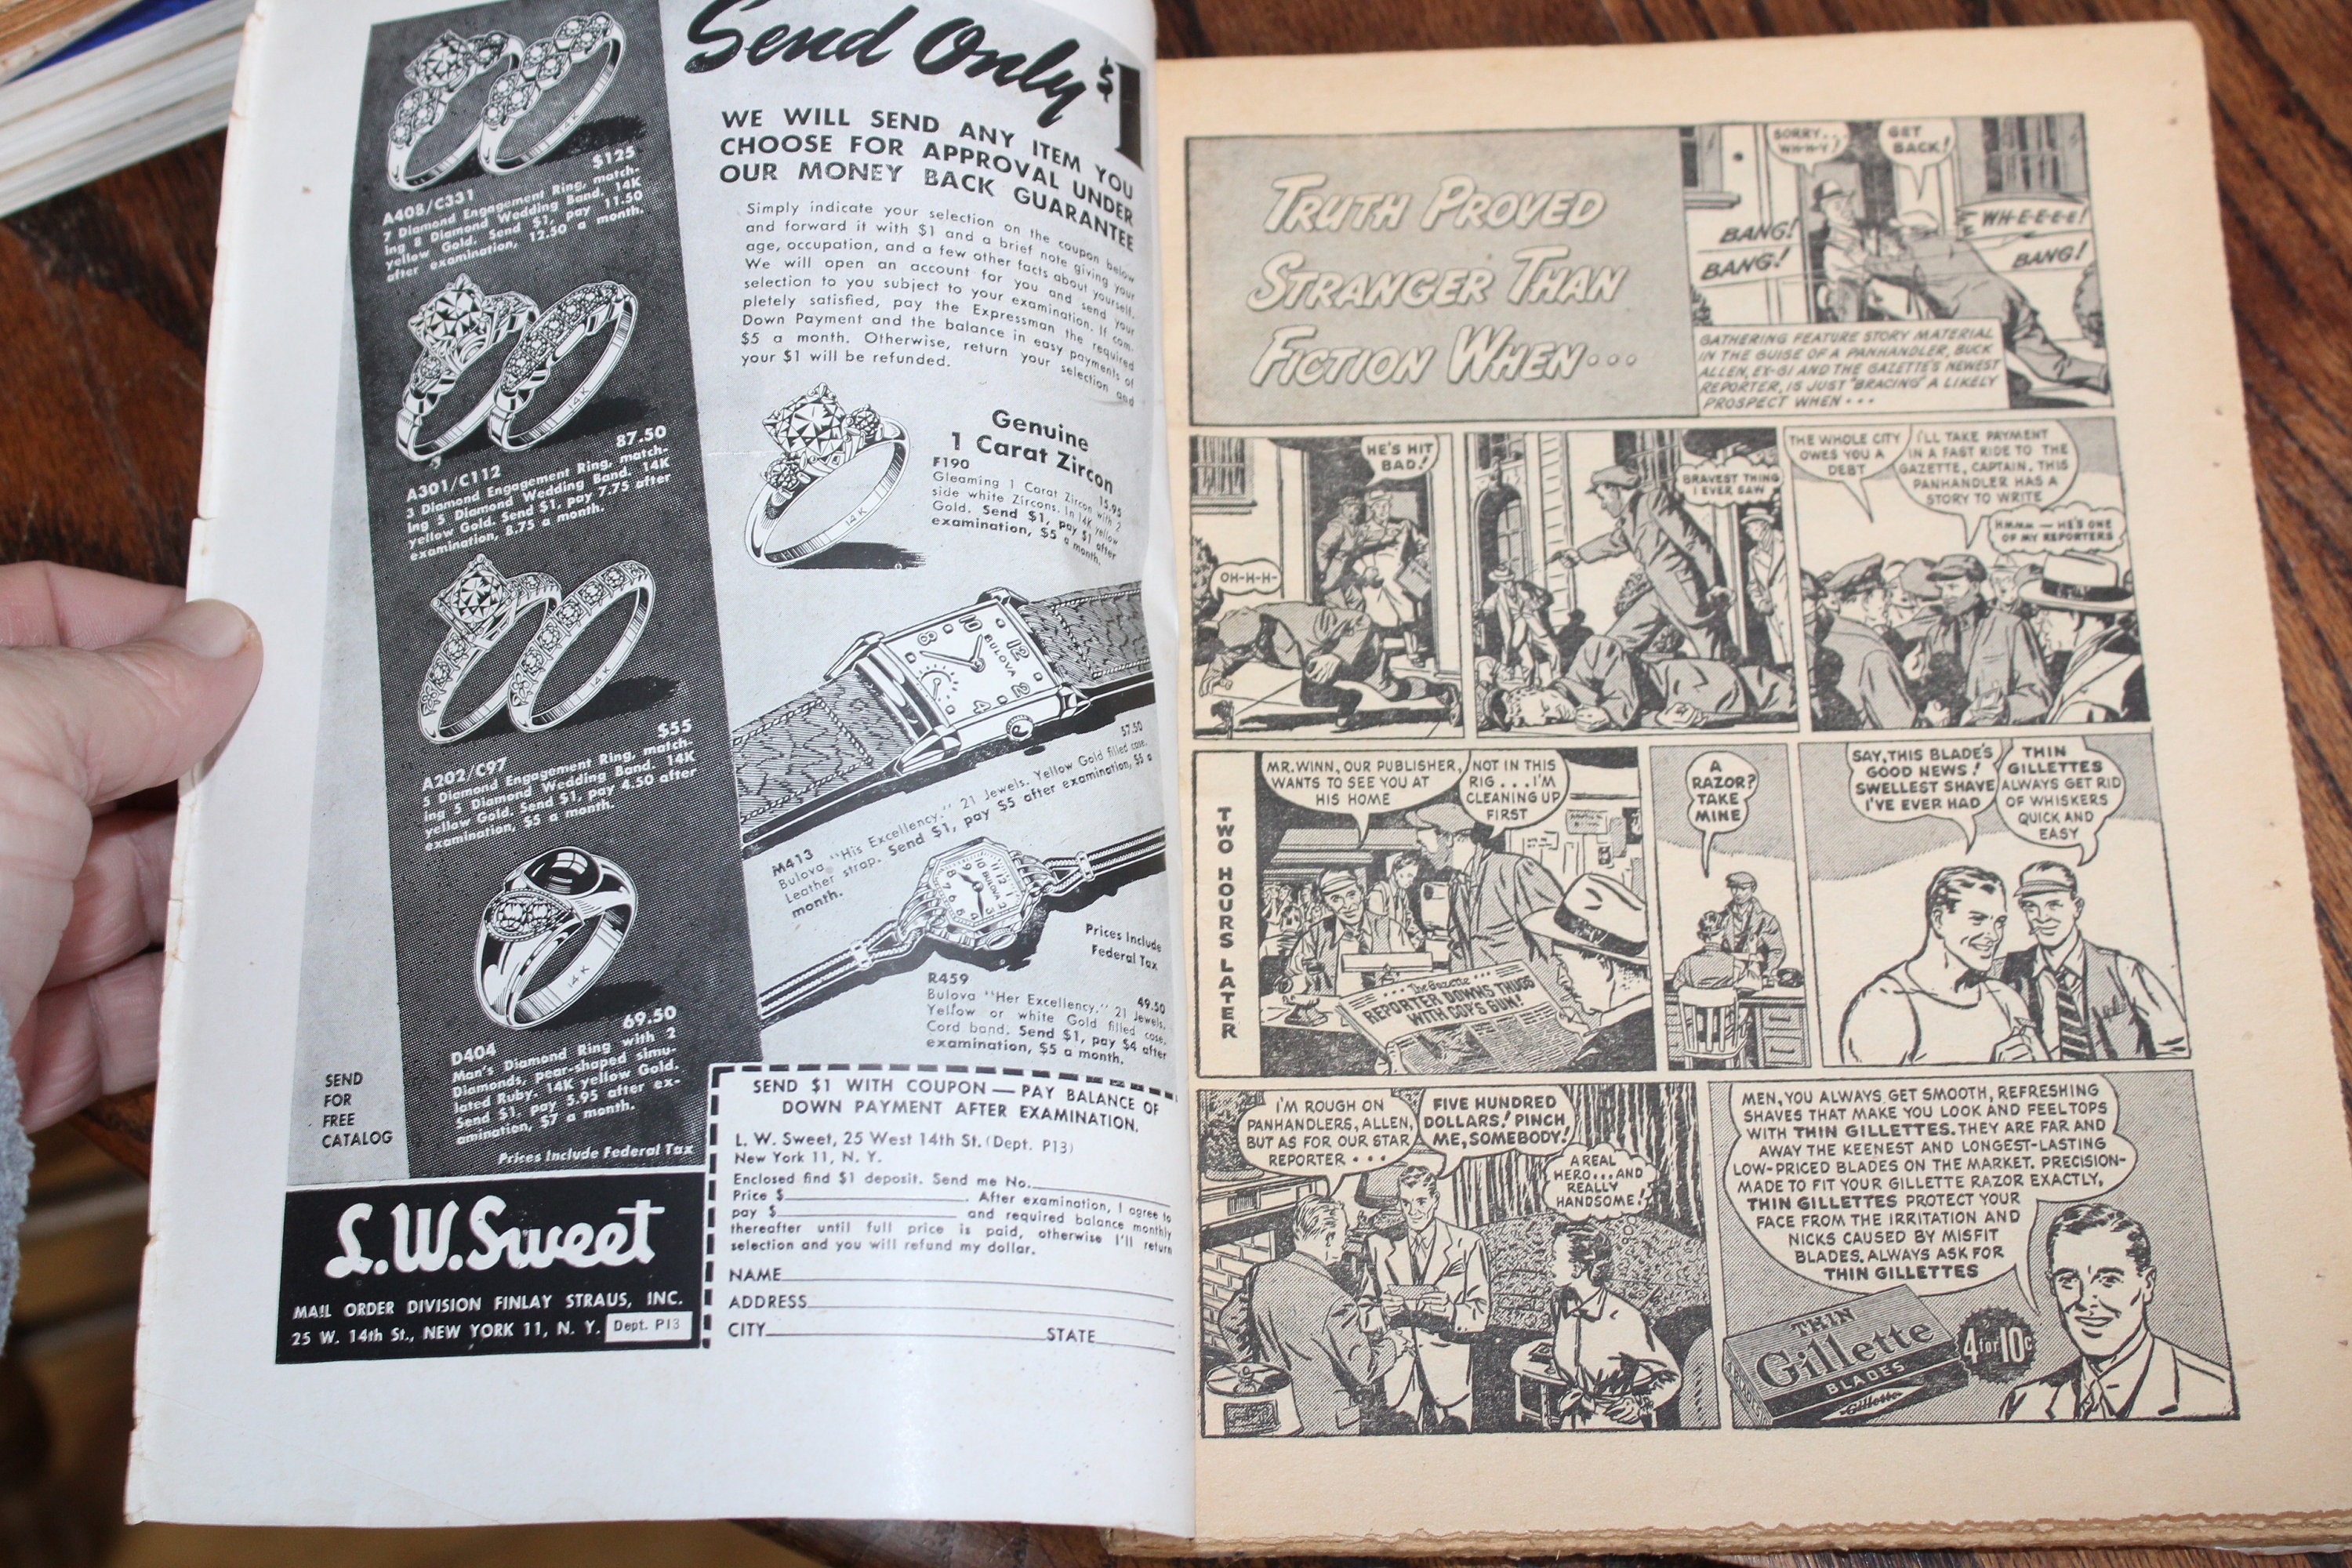 Send Only $1
WE WILL SEND ANY ITEM YOU
CHOOSE FOR APPROVAL UNDER
OUR MONEY BACK GUARANTEE
Simply indicate your selection on the coupon below
and forward it with $1 and a brief note giving your
age, occupation, and a few other facts about yourself.
We will open an account for you and send your
selection to you subject to your examination. If com-
pletely satisfied, pay the Expressman the required
Down Payment and the balance in easy payments of
$5 a month. Otherwise, return your selection and
your $1 will be refunded.
14K
$125
A408/C331
7 Diamond Engagement Ring, match-
ing 8 Diamond Wedding Band. 14K
yellow Gold. Send $1, pay 11.50
after examination, 12.50 a month.
14K
87.50
A301/C112
3 Diamond Engagement Ring, match-
ing 5 Diamond Wedding Band. 14K
yellow Gold. Send $1, pay 7.75 after
examination, 8.75 a month.
14K
$55
A202/C97
5 Diamond Engagement Ring, match-
ing 5 Diamond Wedding Band. 14K
yellow Gold. Send $1, pay 4.50 after
examination, $5 a month.
14K
69.50
D404
Man's Diamond Ring with 2
Diamonds, pear-shaped simu-
lated Ruby. 14K yellow Gold.
Send $1, pay 5.95 after ex-
amination, $7 a month.
Prices Include Federal Tax
SEND
FOR
FREE
CATALOG
Genuine
1 Carat Zircon
F190 15.95
Gleaming 1 Carat Zircon with 2
side white Zircons. In 14K yellow
Gold. Send $1, pay $1 after
examination, $5 a month.
14K
BULOVA
57.50
M413
Bulova "His Excellency." 21 Jewels. Yellow Gold filled case.
Leather strap. Send $1, pay $5 after examination, $5 a
month.
BULOVA
Prices Include
Federal Tax
R459 49.50
Bulova "Her Excellency." 21 Jewels.
Yellow or white Gold filled case.
Cord band. Send $1, pay $4 after
examination, $5 a month.
L.W. Sweet
MAIL ORDER DIVISION FINLAY STRAUS, INC.
25 W. 14th St., NEW YORK 11, N. Y. Dept. P13
SEND $1 WITH COUPON — PAY BALANCE OF
DOWN PAYMENT AFTER EXAMINATION.
L. W. Sweet, 25 West 14th St. (Dept. P13)
New York 11, N. Y.
Enclosed find $1 deposit. Send me No.
Price $ . After examination, I agree to
pay $ and required balance monthly
thereafter until full price is paid, otherwise I'll return
selection and you will refund my dollar.
NAME
ADDRESS
CITY STATE
TRUTH PROVED
STRANGER THAN
FICTION WHEN...
SORRY...
WH-H-Y?
GET
BACK!
BANG!
BANG!
WH-E-E-E-E!
BANG!
GATHERING FEATURE STORY MATERIAL
IN THE GUISE OF A PANHANDLER, BUCK
ALLEN, EX-GI AND THE GAZETTE'S NEWEST
REPORTER, IS JUST "BRACING" A LIKELY
PROSPECT WHEN...
HE'S HIT
BAD!
OH-H-H-
BRAVEST THING
I EVER SAW
THE WHOLE CITY
OWES YOU A
DEBT
I'LL TAKE PAYMENT
IN A FAST RIDE TO THE
GAZETTE, CAPTAIN. THIS
PANHANDLER HAS A
STORY TO WRITE
HMMM — HE'S ONE
OF MY REPORTERS
TWO HOURS LATER
MR. WINN, OUR PUBLISHER,
WANTS TO SEE YOU AT
HIS HOME
NOT IN THIS
RIG...I'M
CLEANING UP
FIRST
The Gazette
REPORTER DOWNS THUGS
WITH COP'S GUN!
A
RAZOR?
TAKE
MINE
SAY, THIS BLADE'S
GOOD NEWS!
SWELLEST SHAVE
I'VE EVER HAD
THIN
GILLETTES
ALWAYS GET RID
OF WHISKERS
QUICK AND
EASY
I'M ROUGH ON
PANHANDLERS, ALLEN,
BUT AS FOR OUR STAR
REPORTER...
FIVE HUNDRED
DOLLARS! PINCH
ME, SOMEBODY!
A REAL
HERO...AND
REALLY
HANDSOME!
MEN, YOU ALWAYS GET SMOOTH, REFRESHING
SHAVES THAT MAKE YOU LOOK AND FEEL TOPS
WITH THIN GILLETTES. THEY ARE FAR AND
AWAY THE KEENEST AND LONGEST-LASTING
LOW-PRICED BLADES ON THE MARKET. PRECISION-
MADE TO FIT YOUR GILLETTE RAZOR EXACTLY,
THIN GILLETTES PROTECT YOUR
FACE FROM THE IRRITATION AND
NICKS CAUSED BY MISFIT
BLADES. ALWAYS ASK FOR
THIN GILLETTES
THIN
Gillette
BLADES
Gillette
4 for 10c